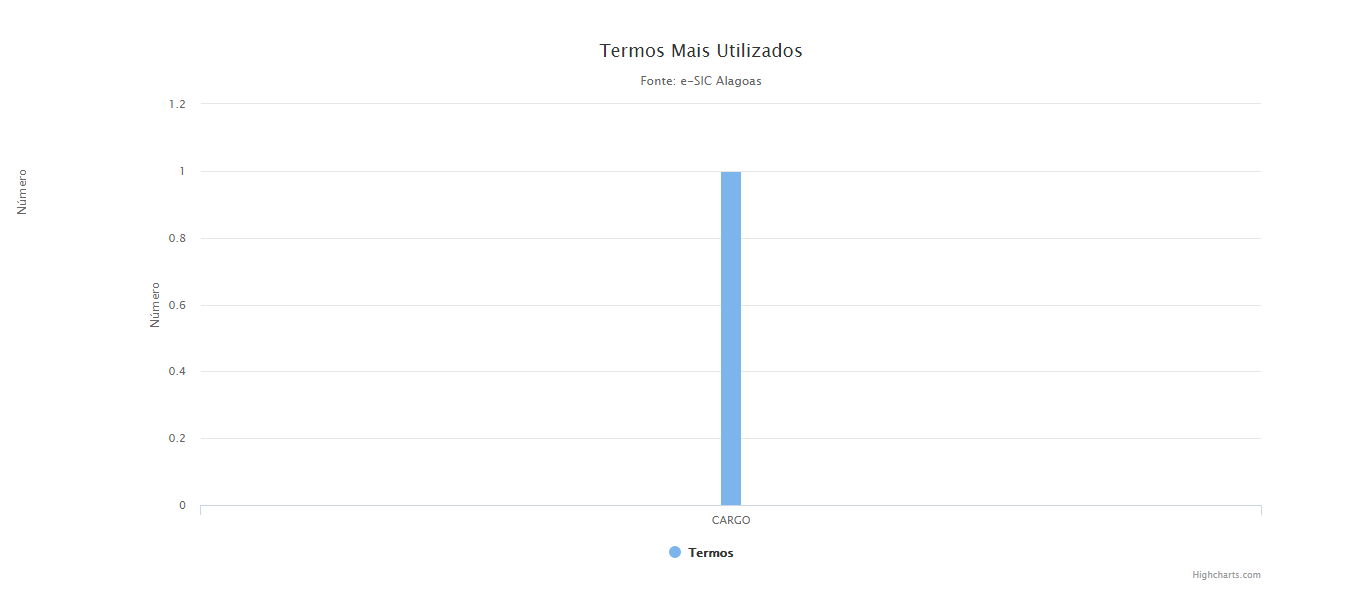 Termos Mais Utilizados
Fonte: e-SIC Alagoas
Número
Número
1.2
1
0.8
0.6
0.4
0.2
0
CARGO
Termos
Highcharts.com